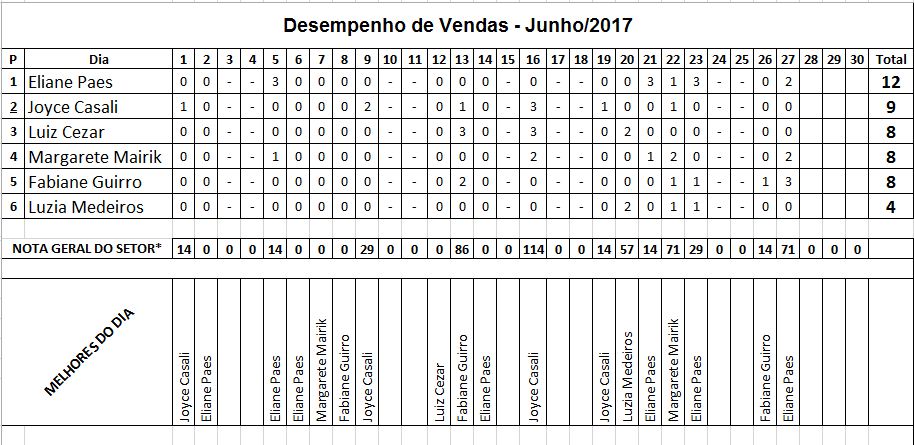 Desempenho de Vendas - Junho/2017
P Dia 1 2 3 4 5 6 7 8 9 10 11 12 13 14 15 16 17 18 19 20 21 22 23 24 25 26 27 28 29 30 Total
1 Eliane Paes 0 0 - - 3 0 0 0 0 - - 0 0 0 - 0 - - 0 0 3 1 3 - - 0 2 12
2 Joyce Casali 1 0 - - 0 0 0 0 2 - - 0 1 0 - 3 - - 1 0 0 1 0 - - 0 0 9
3 Luiz Cezar 0 0 - - 0 0 0 0 0 - - 0 3 0 - 3 - - 0 2 0 0 0 - - 0 0 8
4 Margarete Mairik 0 0 - - 1 0 0 0 0 - - 0 0 0 - 2 - - 0 0 1 2 0 - - 0 2 8
5 Fabiane Guirro 0 0 - - 0 0 0 0 0 - - 0 2 0 - 0 - - 0 0 0 1 1 - - 1 3 8
6 Luzia Medeiros 0 0 - - 0 0 0 0 0 - - 0 0 0 - 0 - - 0 2 0 1 1 - - 0 0 4
NOTA GERAL DO SETOR* 14 0 0 0 14 0 0 0 29 0 0 0 86 0 0 114 0 0 14 57 14 71 29 0 0 14 71 0 0 0
MELHORES DO DIA
Joyce Casali
Eliane Paes
Eliane Paes
Eliane Paes
Margarete Mairik
Fabiane Guirro
Joyce Casali
Luiz Cezar
Fabiane Guirro
Eliane Paes
Joyce Casali
Joyce Casali
Luzia Medeiros
Eliane Paes
Margarete Mairik
Eliane Paes
Fabiane Guirro
Eliane Paes